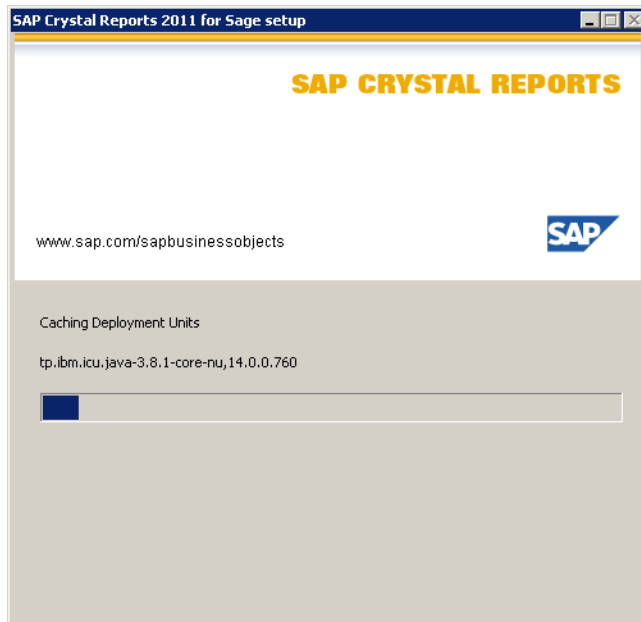 SAP Crystal Reports 2011 for Sage setup
SAP CRYSTAL REPORTS
www.sap.com/sapbusinessobjects
SAP
Caching Deployment Units
tp.ibm.icu.java-3.8.1-core-nu,14.0.0.760